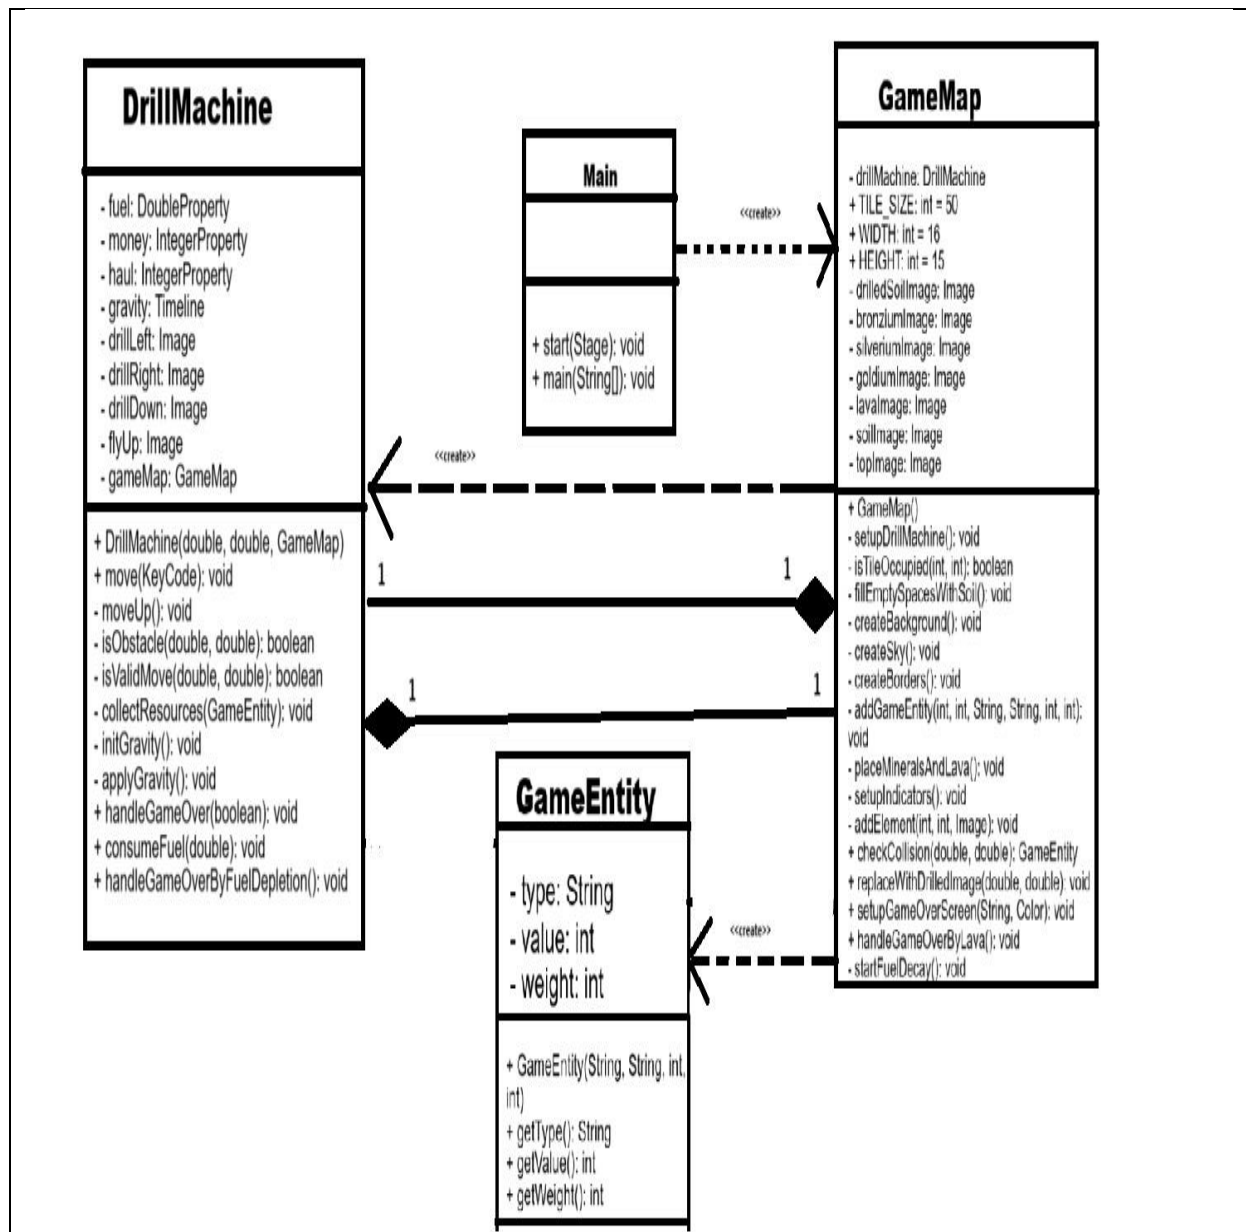 DrillMachine
- fuel: DoubleProperty
- money: IntegerProperty
- haul: IntegerProperty
- gravity: Timeline
- drillLeft: Image
- drillRight: Image
- drillDown: Image
- flyUp: Image
- gameMap: GameMap
+ DrillMachine(double, double, GameMap)
+ move(KeyCode): void
- moveUp(): void
- isObstacle(double, double): boolean
- isValidMove(double, double): boolean
- collectResources(GameEntity): void
- initGravity(): void
- applyGravity(): void
+ handleGameOver(boolean): void
+ consumeFuel(double): void
+ handleGameOverByFuelDepletion(): void
Main
+ start(Stage): void
+ main(String[]): void
<<create>>
<<create>>
1
1
1
1
GameMap
- drillMachine: DrillMachine
+ TILE_SIZE: int = 50
+ WIDTH: int = 16
+ HEIGHT: int = 15
- drilledSoilImage: Image
- bronziumImage: Image
- silveriumImage: Image
- goldiumImage: Image
- lavaImage: Image
- soilImage: Image
- topImage: Image
+ GameMap()
- setupDrillMachine(): void
- isTileOccupied(int, int): boolean
- fillEmptySpacesWithSoil(): void
- createBackground(): void
- createSky(): void
- createBorders(): void
- addGameEntity(int, int, String, String, int, int):
void
- placeMineralsAndLava(): void
- setupIndicators(): void
- addElement(int, int, Image): void
+ checkCollision(double, double): GameEntity
+ replaceWithDrilledImage(double, double): void
+ setupGameOverScreen(String, Color): void
+ handleGameOverByLava(): void
- startFuelDecay(): void
GameEntity
- type: String
- value: int
- weight: int
+ GameEntity(String, String, int,
int)
+ getType(): String
+ getValue(): int
+ getWeight(): int
<<create>>